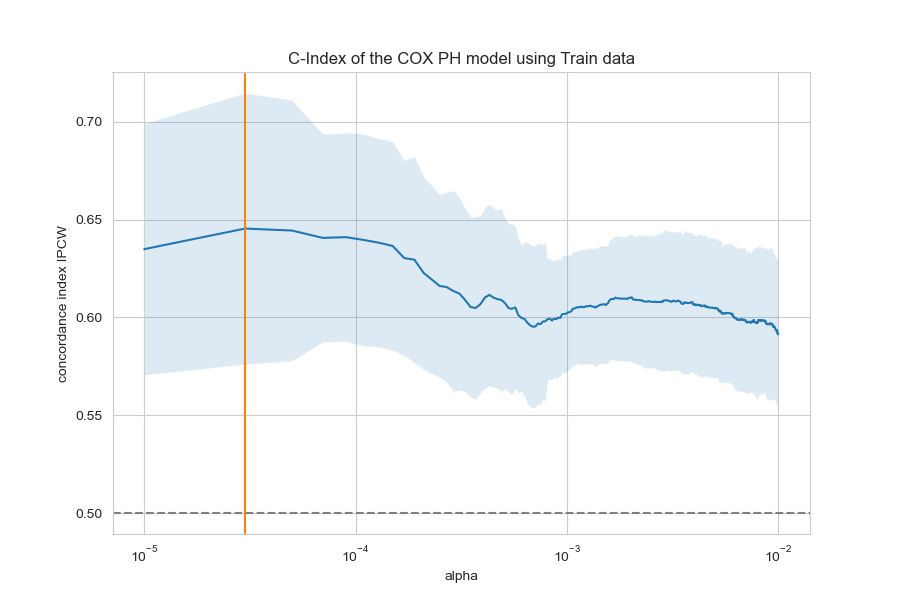 C-Index of the COX PH model using Train data
concordance index IPCW
0.70
0.65
0.60
0.55
0.50
10⁻⁵ 10⁻⁴ 10⁻³ 10⁻²
alpha